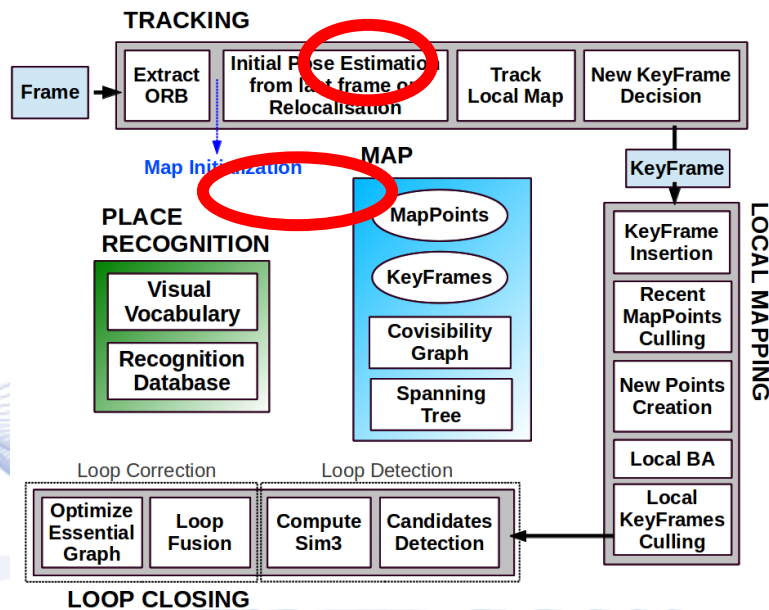 TRACKING
Frame
Extract
ORB
Initial Pose Estimation
from last frame or
Relocalisation
Track
Local Map
New KeyFrame
Decision
Map Initialization
MAP
KeyFrame
PLACE
RECOGNITION
Visual
Vocabulary
Recognition
Database
MapPoints
KeyFrames
Covisibility
Graph
Spanning
Tree
LOCAL MAPPING
KeyFrame
Insertion
Recent
MapPoints
Culling
New Points
Creation
Local BA
Local
KeyFrames
Culling
Loop Correction
Loop Detection
Optimize
Essential
Graph
Loop
Fusion
Compute
Sim3
Candidates
Detection
LOOP CLOSING